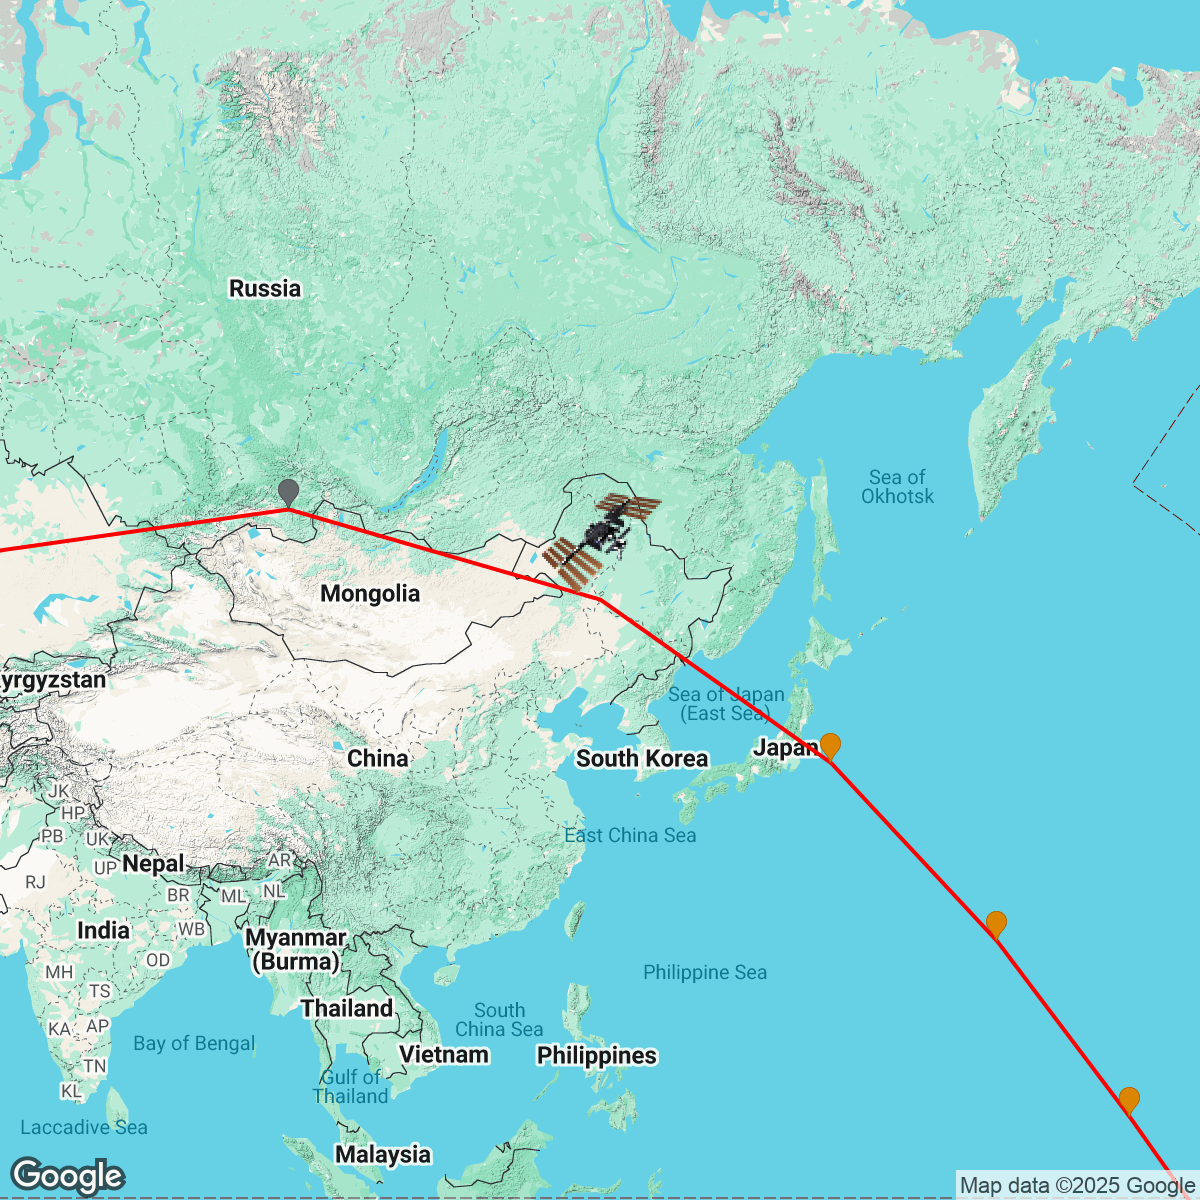 Russia
Sea of
Okhotsk
Mongolia
yrgyzstan
Sea of Japan
(East Sea)
Japan
China
South Korea
JK
HP
PB
UK
East China Sea
UP
Nepal
AR
RJ
BR
ML
NL
India
WB
Myanmar
(Burma)
OD
MH
Philippine Sea
TS
Thailand
South
China Sea
KA
AP
Bay of Bengal
Vietnam
Philippines
TN
Gulf of
Thailand
KL
Laccadive Sea
Malaysia
Google
Map data ©2025 Google